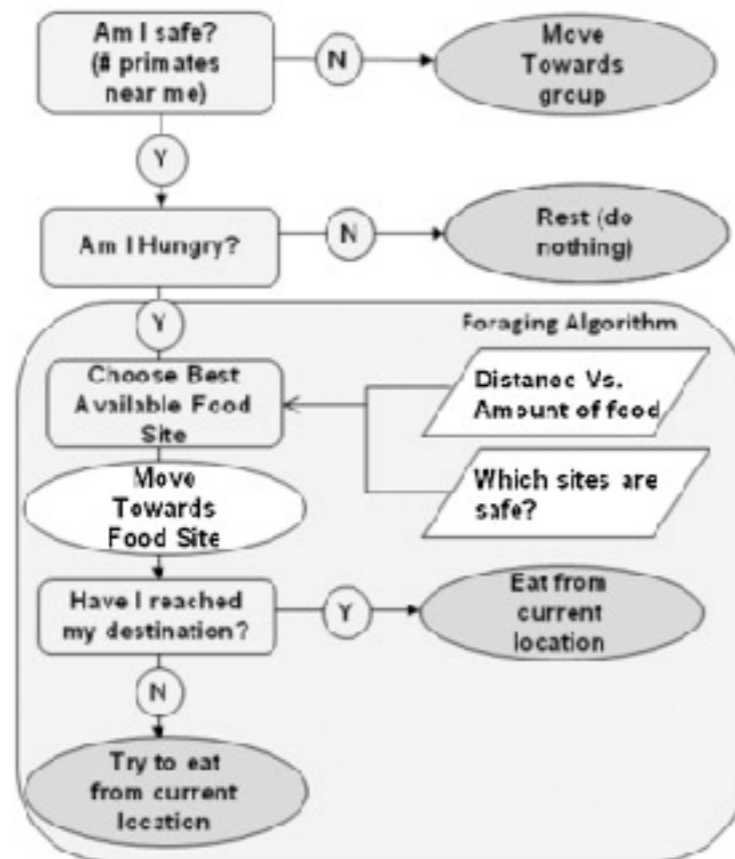 Am I safe?
(# primates
near me)
N
Move
Towards
group
Y
Am I Hungry?
N
Rest (do
nothing)
Y
Foraging Algorithm
Choose Best
Available Food
Site
Distance Vs.
Amount of food
Which sites are
safe?
Move
Towards
Food Site
Have I reached
my destination?
Y
Eat from
current
location
N
Try to eat
from current
location